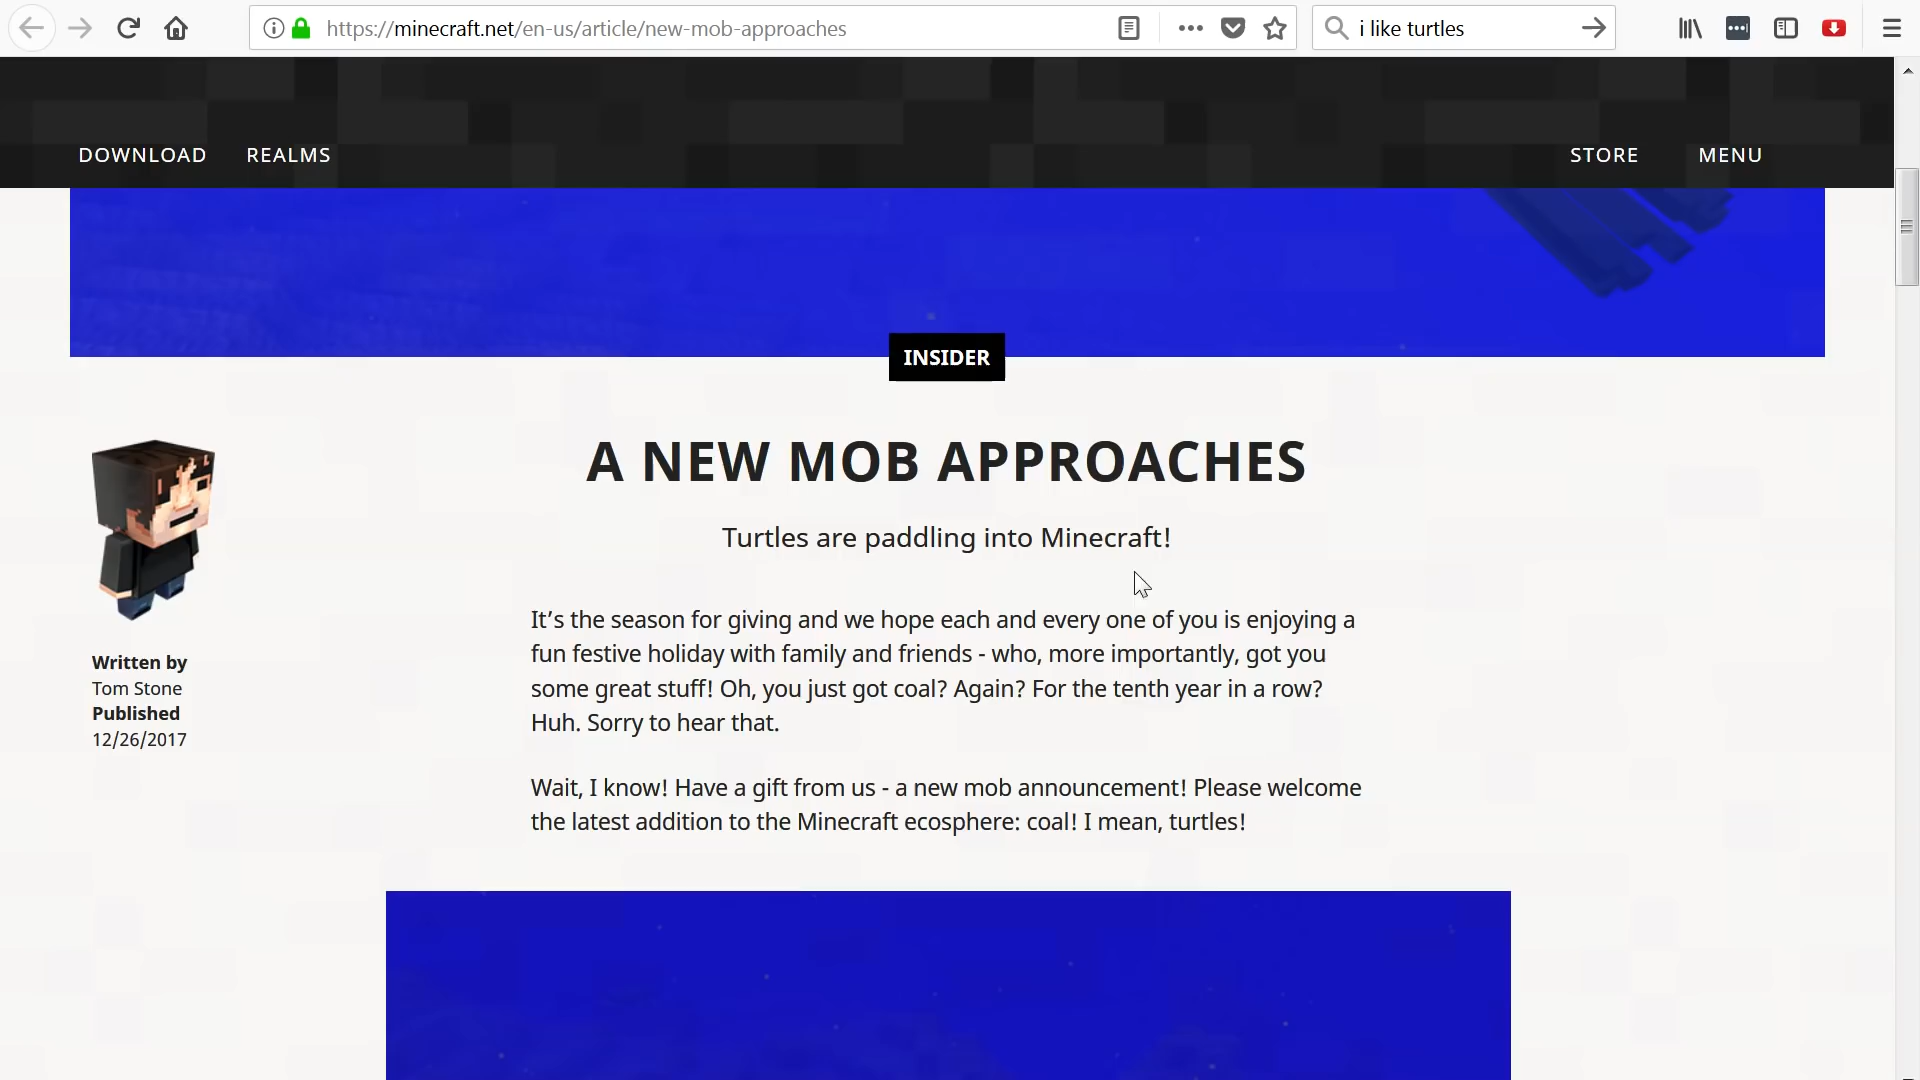 https://minecraft.net/en-us/article/new-mob-approaches
i like turtles
DOWNLOAD
REALMS
STORE
MENU
INSIDER
A NEW MOB APPROACHES
Turtles are paddling into Minecraft!
It’s the season for giving and we hope each and every one of you is enjoying a
fun festive holiday with family and friends - who, more importantly, got you
some great stuff! Oh, you just got coal? Again? For the tenth year in a row?
Huh. Sorry to hear that.
Written by
Tom Stone
Published
12/26/2017
Wait, I know! Have a gift from us - a new mob announcement! Please welcome
the latest addition to the Minecraft ecosphere: coal! I mean, turtles!